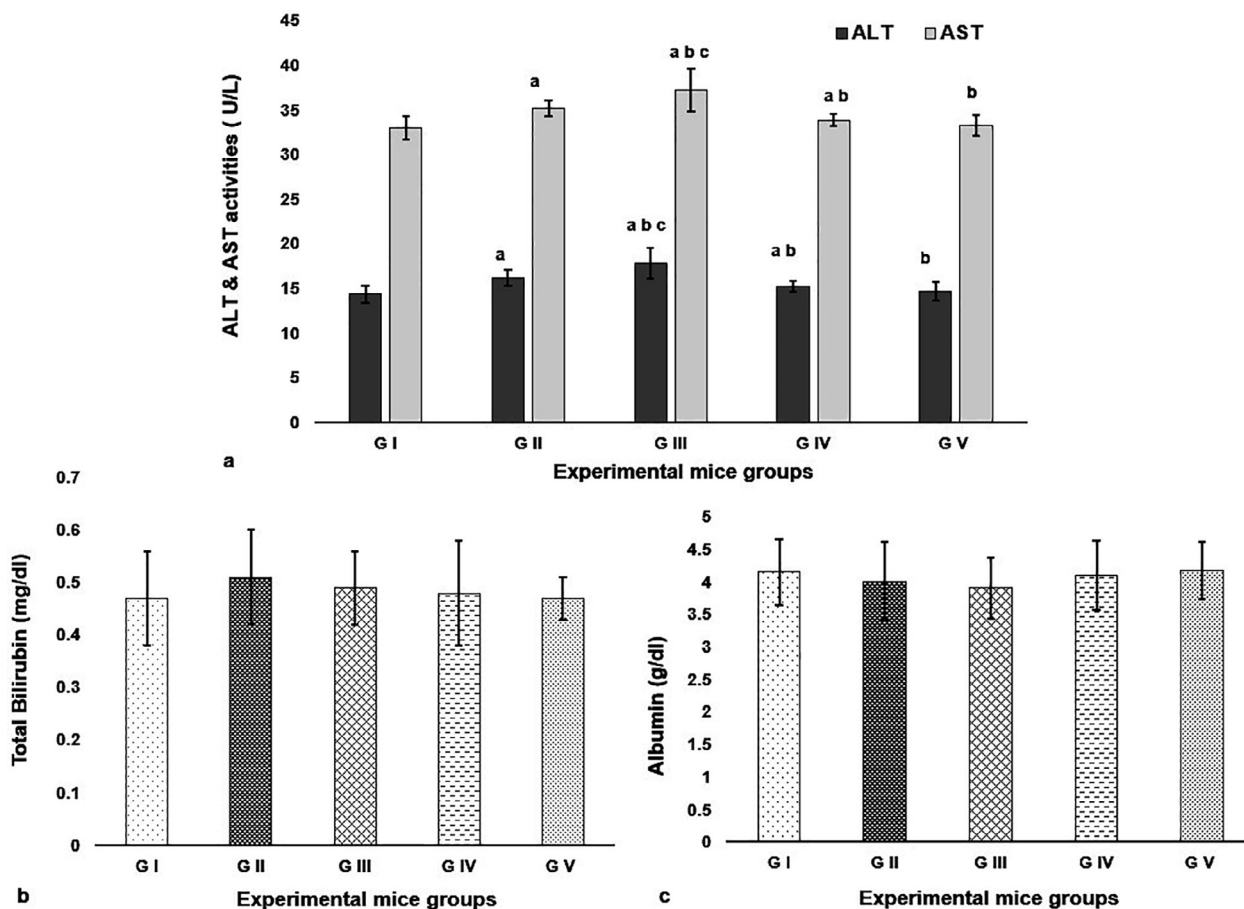 ALT AST
ALT & AST activities ( U/L)
45
40
35
30
25
20
15
10
5
0
a a
a b c a b c
a b a b
b b
G I G II G III G IV G V
Experimental mice groups
a
Total Bilirubin (mg/dl)
0.7
0.6
0.5
0.4
0.3
0.2
0.1
0
G I G II G III G IV G V
Experimental mice groups
b
Albumin (g/dl)
5
4.5
4
3.5
3
2.5
2
1.5
1
0.5
0
G I G II G III G IV G V
Experimental mice groups
c